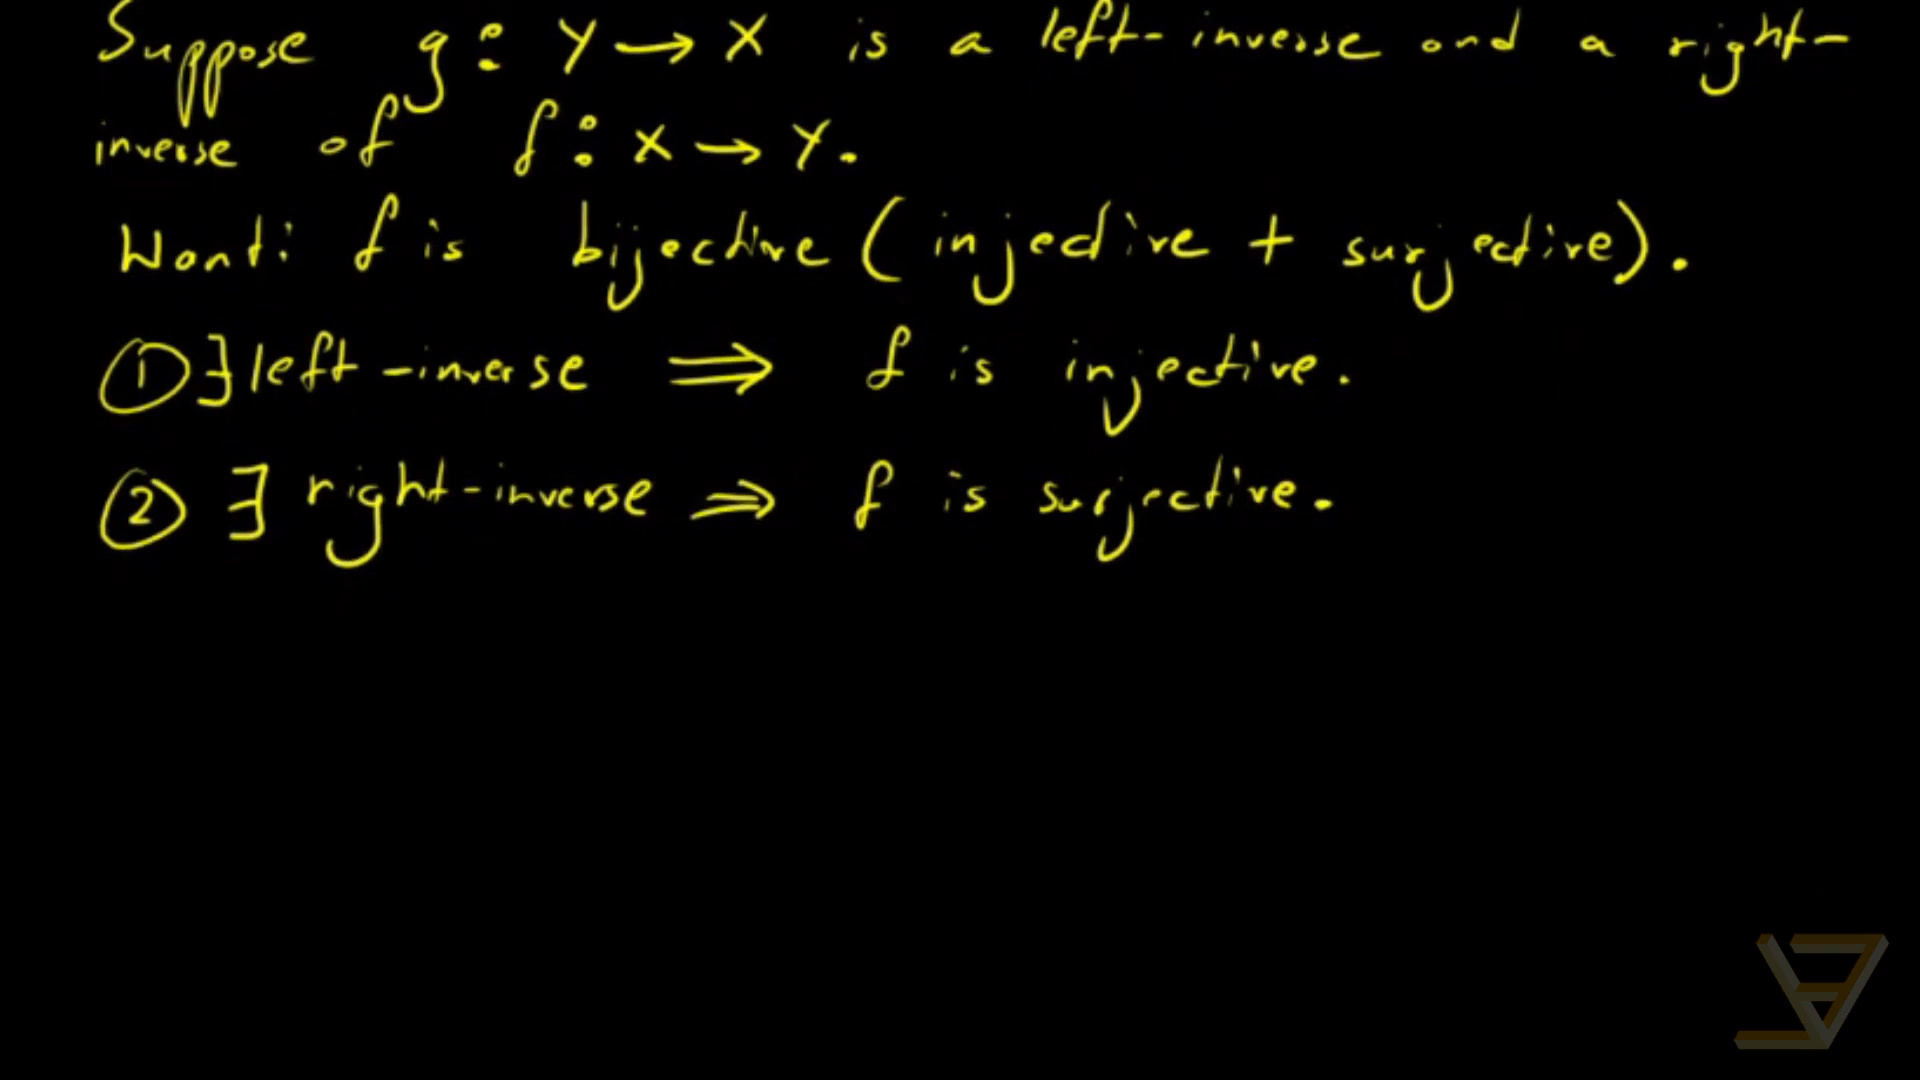 Suppose g: Y → X is a left-inverse and a right-
inverse of f: X → Y.
Want: f is bijective (injective + surjective).
① ∃ left-inverse ⟹ f is injective.
② ∃ right-inverse ⟹ f is surjective.